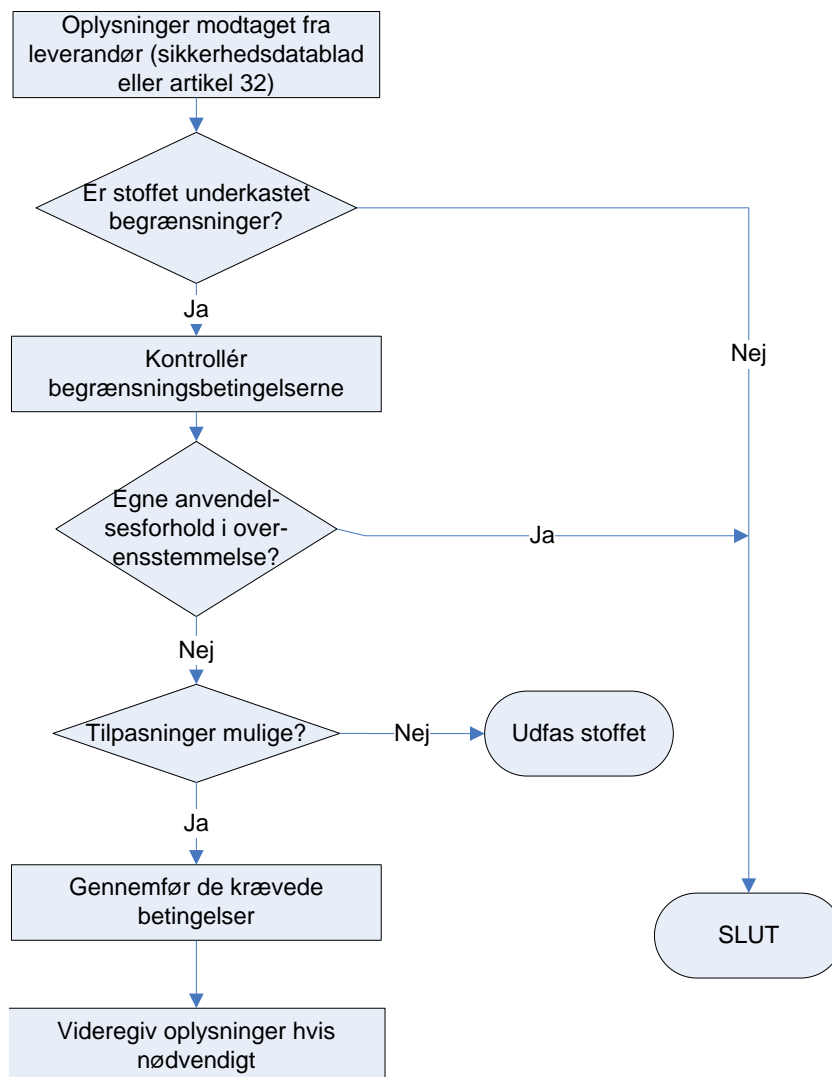 Oplysninger modtaget fra
leverandør (sikkerhedsdatablad
eller artikel 32)
Er stoffet underkastet
begrænsninger?
Ja
Nej
Kontrollér
begrænsningsbetingelserne
Egne anvendel-
sesforhold i over-
ensstemmelse?
Ja
Nej
Tilpasninger mulige?
Nej
Udfas stoffet
Ja
Gennemfør de krævede
betingelser
SLUT
Videregiv oplysninger hvis
nødvendigt